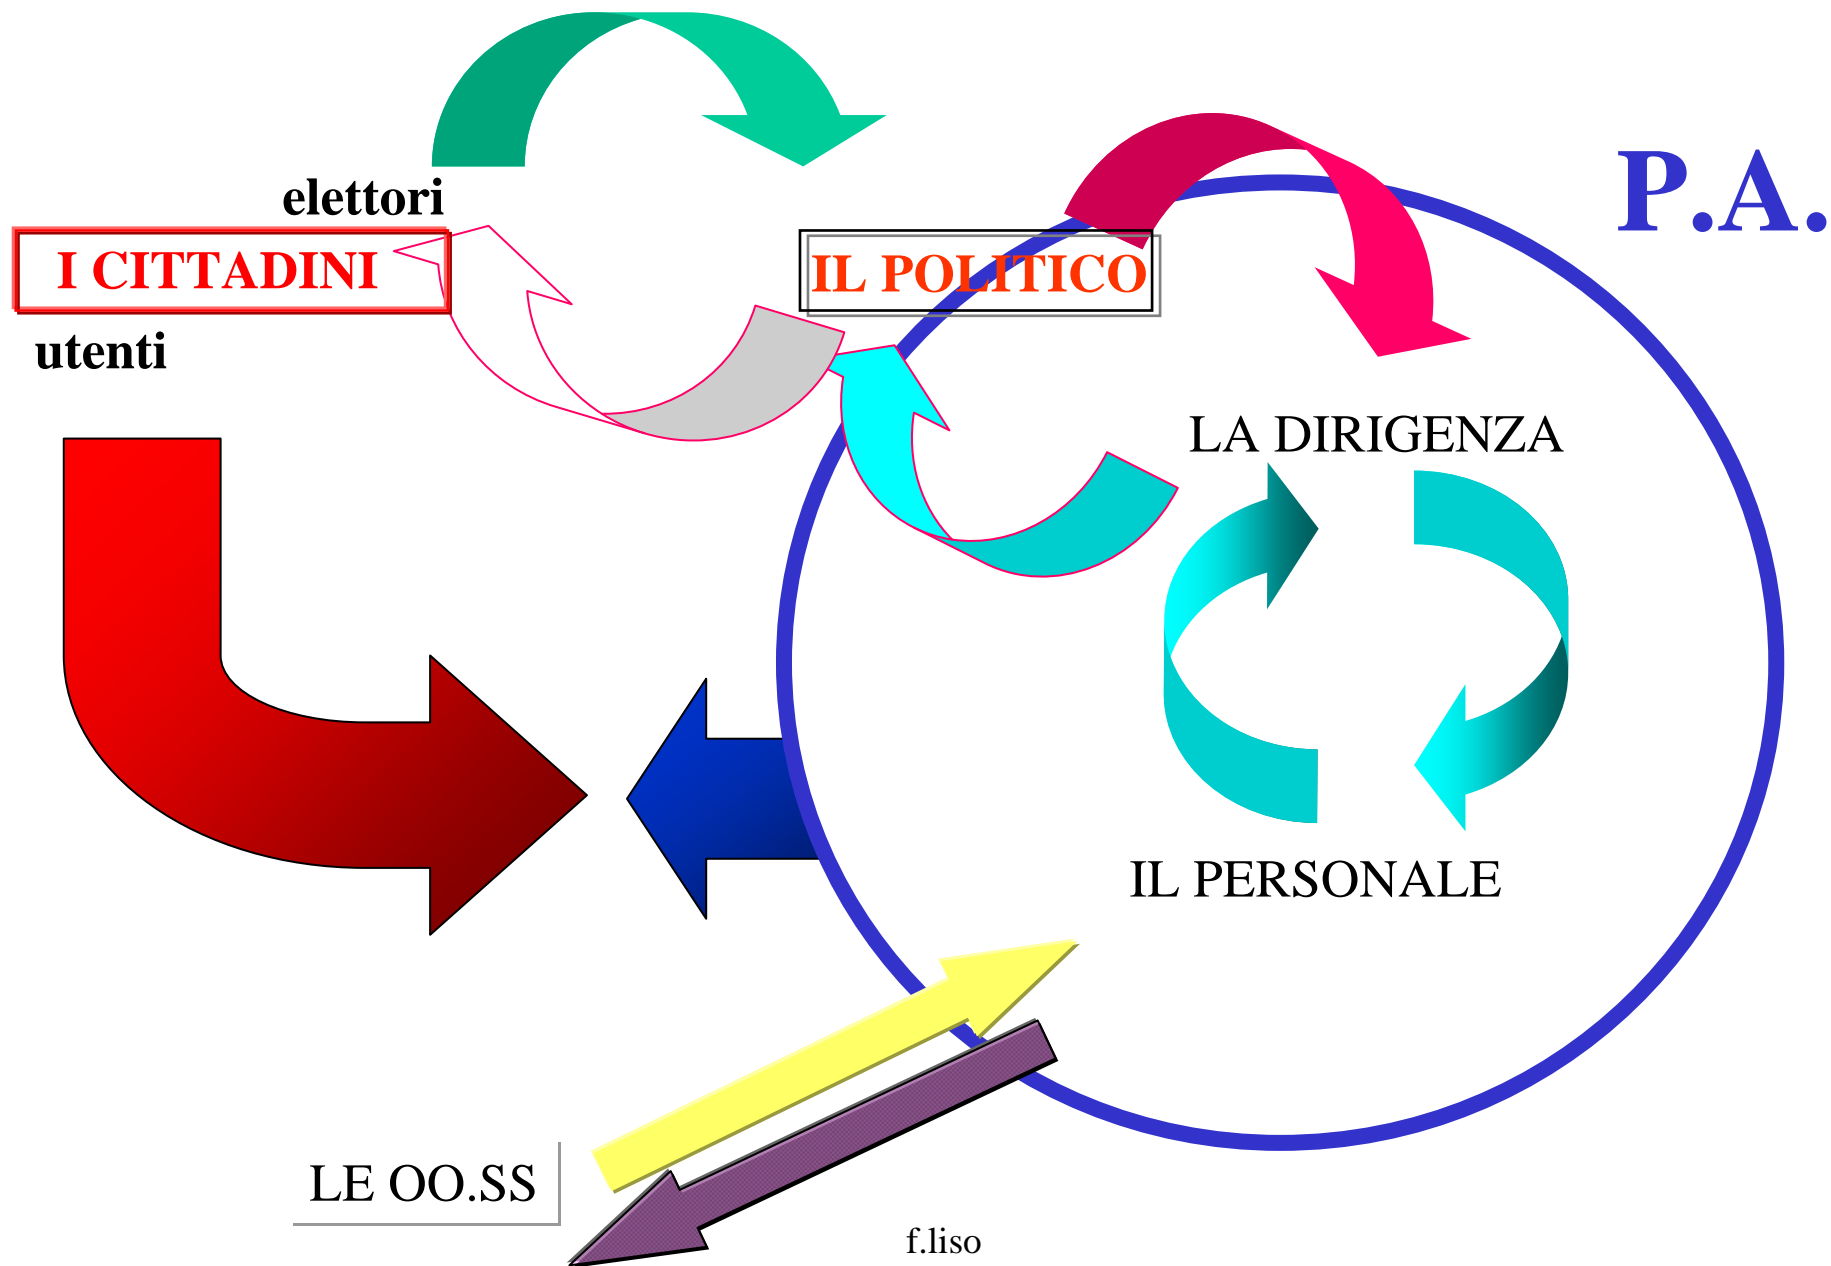 P.A.
elettori
I CITTADINI
IL POLITICO
utenti
LA DIRIGENZA
IL PERSONALE
LE OO.SS
f.liso